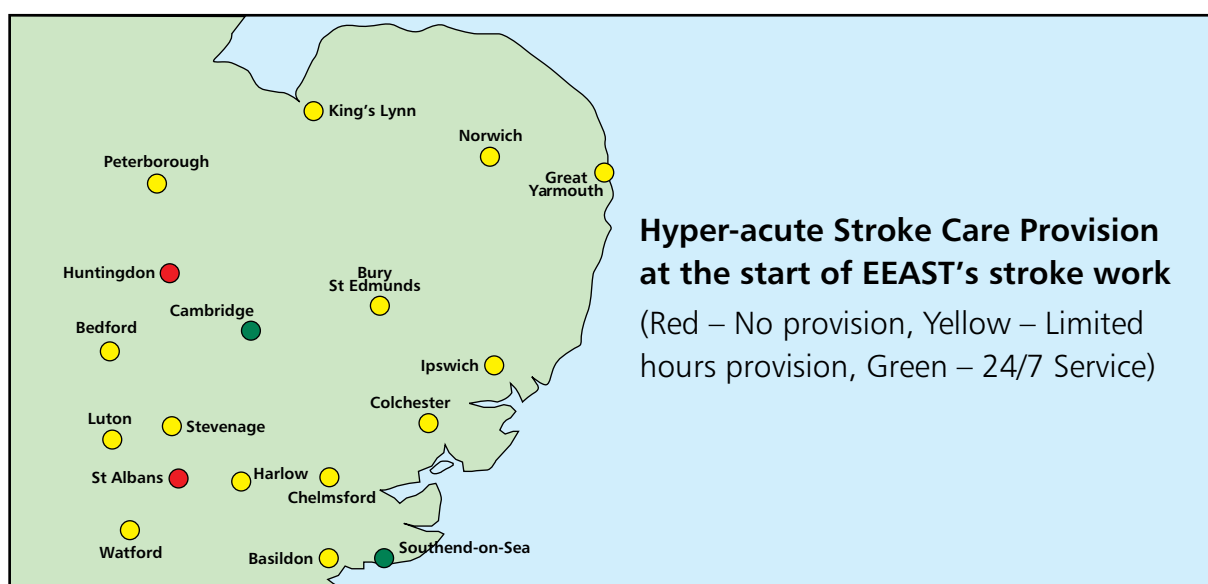 King's Lynn
Norwich
Peterborough
Great
Yarmouth
Hyper-acute Stroke Care Provision
at the start of EEAST's stroke work
(Red – No provision, Yellow – Limited
hours provision, Green – 24/7 Service)
Huntingdon
Bury
St Edmunds
Cambridge
Bedford
Ipswich
Colchester
Luton
Stevenage
St Albans
Harlow
Chelmsford
Watford
Basildon
Southend-on-Sea